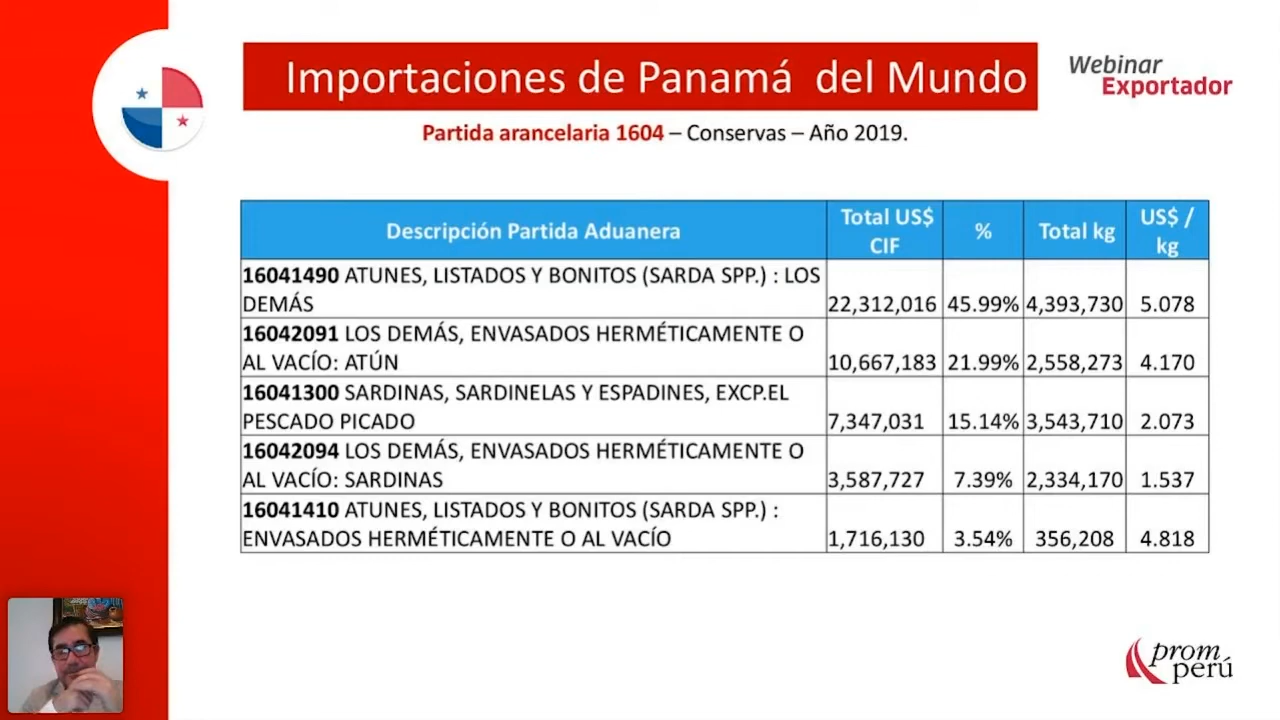 Importaciones de Panamá del Mundo
Webinar
Exportador
Partida arancelaria 1604 – Conservas – Año 2019.
Descripción Partida Aduanera
Total US$
CIF
%
Total kg
US$ /
kg
16041490 ATUNES, LISTADOS Y BONITOS (SARDA SPP.) : LOS
DEMÁS
22,312,016 45.99% 4,393,730 5.078
16042091 LOS DEMÁS, ENVASADOS HERMÉTICAMENTE O
AL VACÍO: ATÚN
10,667,183 21.99% 2,558,273 4.170
16041300 SARDINAS, SARDINELAS Y ESPADINES, EXCP.EL
PESCADO PICADO
7,347,031 15.14% 3,543,710 2.073
16042094 LOS DEMÁS, ENVASADOS HERMÉTICAMENTE O
AL VACÍO: SARDINAS
3,587,727 7.39% 2,334,170 1.537
16041410 ATUNES, LISTADOS Y BONITOS (SARDA SPP.) :
ENVASADOS HERMÉTICAMENTE O AL VACÍO
1,716,130 3.54% 356,208 4.818
prom
perú